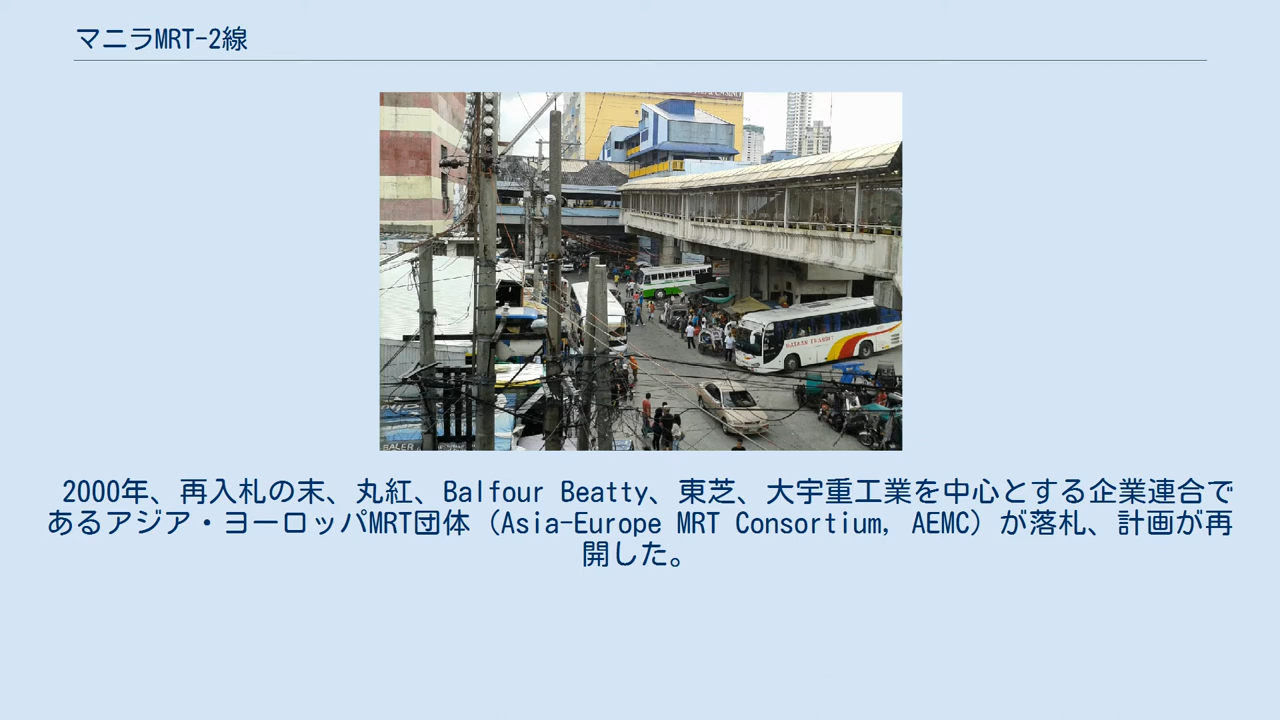 マニラMRT-2線
2000年、再入札の末、丸紅、Balfour Beatty、東芝、大宇重工業を中心とする企業連合で
あるアジア・ヨーロッパMRT団体（Asia-Europe MRT Consortium, AEMC）が落札、計画が再
開した。
BALER